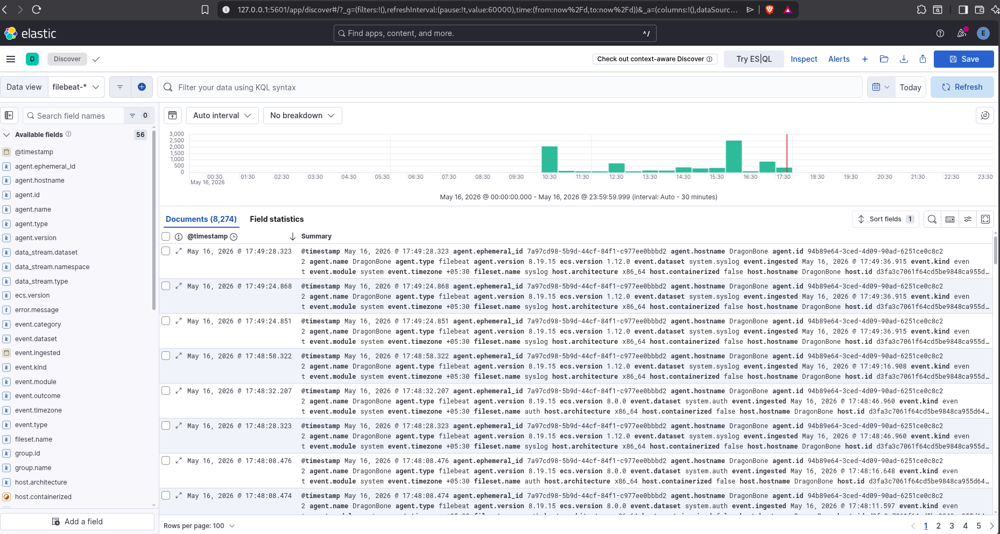 127.0.0.1:5601/app/discover#/?_g=(filters:!(),refreshInterval:(pause:!t,value:60000),time:(from:now%2Fd,to:now%2Fd))&_a=(columns:!(),dataSourc...
elastic
Find apps, content, and more.
^/
E
D
Discover
Check out context-aware Discover
Try ES|QL
Inspect
Alerts
Save
Data view
filebeat-*
Filter your data using KQL syntax
Today
Refresh
Search field names
0
Auto interval
No breakdown
Available fields
56
@timestamp
agent.ephemeral_id
agent.hostname
agent.id
agent.name
agent.type
agent.version
data_stream.dataset
data_stream.namespace
data_stream.type
ecs.version
error.message
event.category
event.dataset
event.ingested
event.kind
event.module
event.outcome
event.timezone
event.type
fileset.name
group.id
group.name
host.architecture
host.containerized
Add a field
3,000
2,500
2,000
1,500
1,000
500
0
00:30 01:30 02:30 03:30 04:30 05:30 06:30 07:30 08:30 09:30 10:30 11:30 12:30 13:30 14:30 15:30 16:30 17:30 18:30 19:30 20:30 21:30 22:30 23:30
May 16, 2026
May 16, 2026 @ 00:00:00.000 - May 16, 2026 @ 23:59:59.999 (interval: Auto - 30 minutes)
Documents (8,274)
Field statistics
Sort fields 1
@timestamp
Summary
May 16, 2026 @ 17:49:28.323 @timestamp May 16, 2026 @ 17:49:28.323 agent.ephemeral_id 7a97cd98-5b9d-44cf-84f1-c977ee0bbbd2 agent.hostname DragonBone agent.id 94b89e64-3ced-4d09-90ad-6251ce0c8c2
2 agent.name DragonBone agent.type filebeat agent.version 8.19.15 ecs.version 1.12.0 event.dataset system.syslog event.ingested May 16, 2026 @ 17:49:36.915 event.kind even
t event.module system event.timezone +05:30 fileset.name syslog host.architecture x86_64 host.containerized false host.hostname DragonBone host.id d3fa3c7061f64cd5be9848ca955d…
May 16, 2026 @ 17:49:24.868 @timestamp May 16, 2026 @ 17:49:24.868 agent.ephemeral_id 7a97cd98-5b9d-44cf-84f1-c977ee0bbbd2 agent.hostname DragonBone agent.id 94b89e64-3ced-4d09-90ad-6251ce0c8c2
2 agent.name DragonBone agent.type filebeat agent.version 8.19.15 ecs.version 1.12.0 event.dataset system.syslog event.ingested May 16, 2026 @ 17:49:36.915 event.kind even
t event.module system event.timezone +05:30 fileset.name syslog host.architecture x86_64 host.containerized false host.hostname DragonBone host.id d3fa3c7061f64cd5be9848ca955d…
May 16, 2026 @ 17:49:24.851 @timestamp May 16, 2026 @ 17:49:24.851 agent.ephemeral_id 7a97cd98-5b9d-44cf-84f1-c977ee0bbbd2 agent.hostname DragonBone agent.id 94b89e64-3ced-4d09-90ad-6251ce0c8c2
2 agent.name DragonBone agent.type filebeat agent.version 8.19.15 ecs.version 1.12.0 event.dataset system.syslog event.ingested May 16, 2026 @ 17:49:36.915 event.kind even
t event.module system event.timezone +05:30 fileset.name syslog host.architecture x86_64 host.containerized false host.hostname DragonBone host.id d3fa3c7061f64cd5be9848ca955d…
May 16, 2026 @ 17:48:58.322 @timestamp May 16, 2026 @ 17:48:58.322 agent.ephemeral_id 7a97cd98-5b9d-44cf-84f1-c977ee0bbbd2 agent.hostname DragonBone agent.id 94b89e64-3ced-4d09-90ad-6251ce0c8c2
2 agent.name DragonBone agent.type filebeat agent.version 8.19.15 ecs.version 1.12.0 event.dataset system.syslog event.ingested May 16, 2026 @ 17:49:16.908 event.kind even
t event.module system event.timezone +05:30 fileset.name syslog host.architecture x86_64 host.containerized false host.hostname DragonBone host.id d3fa3c7061f64cd5be9848ca955d…
May 16, 2026 @ 17:48:32.207 @timestamp May 16, 2026 @ 17:48:32.207 agent.ephemeral_id 7a97cd98-5b9d-44cf-84f1-c977ee0bbbd2 agent.hostname DragonBone agent.id 94b89e64-3ced-4d09-90ad-6251ce0c8c2
2 agent.name DragonBone agent.type filebeat agent.version 8.19.15 ecs.version 8.0.0 event.dataset system.auth event.ingested May 16, 2026 @ 17:48:46.960 event.kind even
t event.module system event.timezone +05:30 fileset.name auth host.architecture x86_64 host.containerized false host.hostname DragonBone host.id d3fa3c7061f64cd5be9848ca955d64…
May 16, 2026 @ 17:48:28.323 @timestamp May 16, 2026 @ 17:48:28.323 agent.ephemeral_id 7a97cd98-5b9d-44cf-84f1-c977ee0bbbd2 agent.hostname DragonBone agent.id 94b89e64-3ced-4d09-90ad-6251ce0c8c2
2 agent.name DragonBone agent.type filebeat agent.version 8.19.15 ecs.version 1.12.0 event.dataset system.syslog event.ingested May 16, 2026 @ 17:48:46.960 event.kind even
t event.module system event.timezone +05:30 fileset.name syslog host.architecture x86_64 host.containerized false host.hostname DragonBone host.id d3fa3c7061f64cd5be9848ca955d…
May 16, 2026 @ 17:48:08.476 @timestamp May 16, 2026 @ 17:48:08.476 agent.ephemeral_id 7a97cd98-5b9d-44cf-84f1-c977ee0bbbd2 agent.hostname DragonBone agent.id 94b89e64-3ced-4d09-90ad-6251ce0c8c2
2 agent.name DragonBone agent.type filebeat agent.version 8.19.15 ecs.version 8.0.0 event.dataset system.auth event.ingested May 16, 2026 @ 17:48:16.648 event.kind even
t event.module system event.timezone +05:30 fileset.name auth host.architecture x86_64 host.containerized false host.hostname DragonBone host.id d3fa3c7061f64cd5be9848ca955d64…
May 16, 2026 @ 17:48:08.474 @timestamp May 16, 2026 @ 17:48:08.474 agent.ephemeral_id 7a97cd98-5b9d-44cf-84f1-c977ee0bbbd2 agent.hostname DragonBone agent.id 94b89e64-3ced-4d09-90ad-6251ce0c8c2
2 agent.name DragonBone agent.type filebeat agent.version 8.19.15 ecs.version 8.0.0 event.dataset system.auth event.ingested May 16, 2026 @ 17:48:11.597 event.kind even
Rows per page: 100
1 2 3 4 5